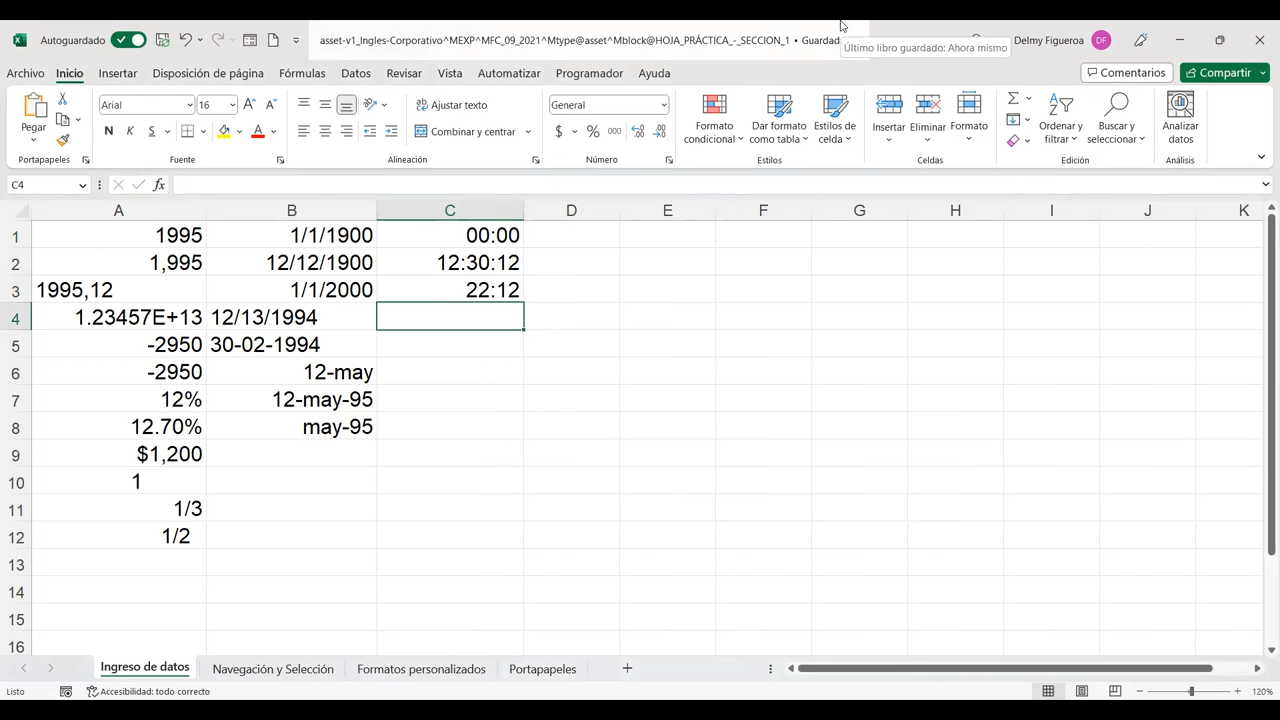 Autoguardado
asset-v1_Ingles-Corporativo^MEXP^MFC_09_2021^Mtype@asset^Mblock@HOJA_PRÁCTICA_-_SECCION_1 • Guardad
Último libro guardado: Ahora mismo
Delmy Figueroa DF
Archivo Inicio Insertar Disposición de página Fórmulas Datos Revisar Vista Automatizar Programador Ayuda
Comentarios Compartir
Pegar
Arial 16
N K S
Ajustar texto
Combinar y centrar
General
$ % 000
Formato condicional
Dar formato como tabla
Estilos de celda
Insertar Eliminar Formato
Ordenar y filtrar
Buscar y seleccionar
Analizar datos
Portapapeles Fuente Alineación Número Estilos Celdas Edición Análisis
C4 fx
A B C D E F G H I J K
1 1995 1/1/1900 00:00
2 1,995 12/12/1900 12:30:12
3 1995,12 1/1/2000 22:12
4 1.23457E+13 12/13/1994
5 -2950 30-02-1994
6 -2950 12-may
7 12% 12-may-95
8 12.70% may-95
9 $1,200
10 1
11 1/3
12 1/2
13
14
15
16
Ingreso de datos Navegación y Selección Formatos personalizados Portapapeles
Listo Accesibilidad: todo correcto 120%